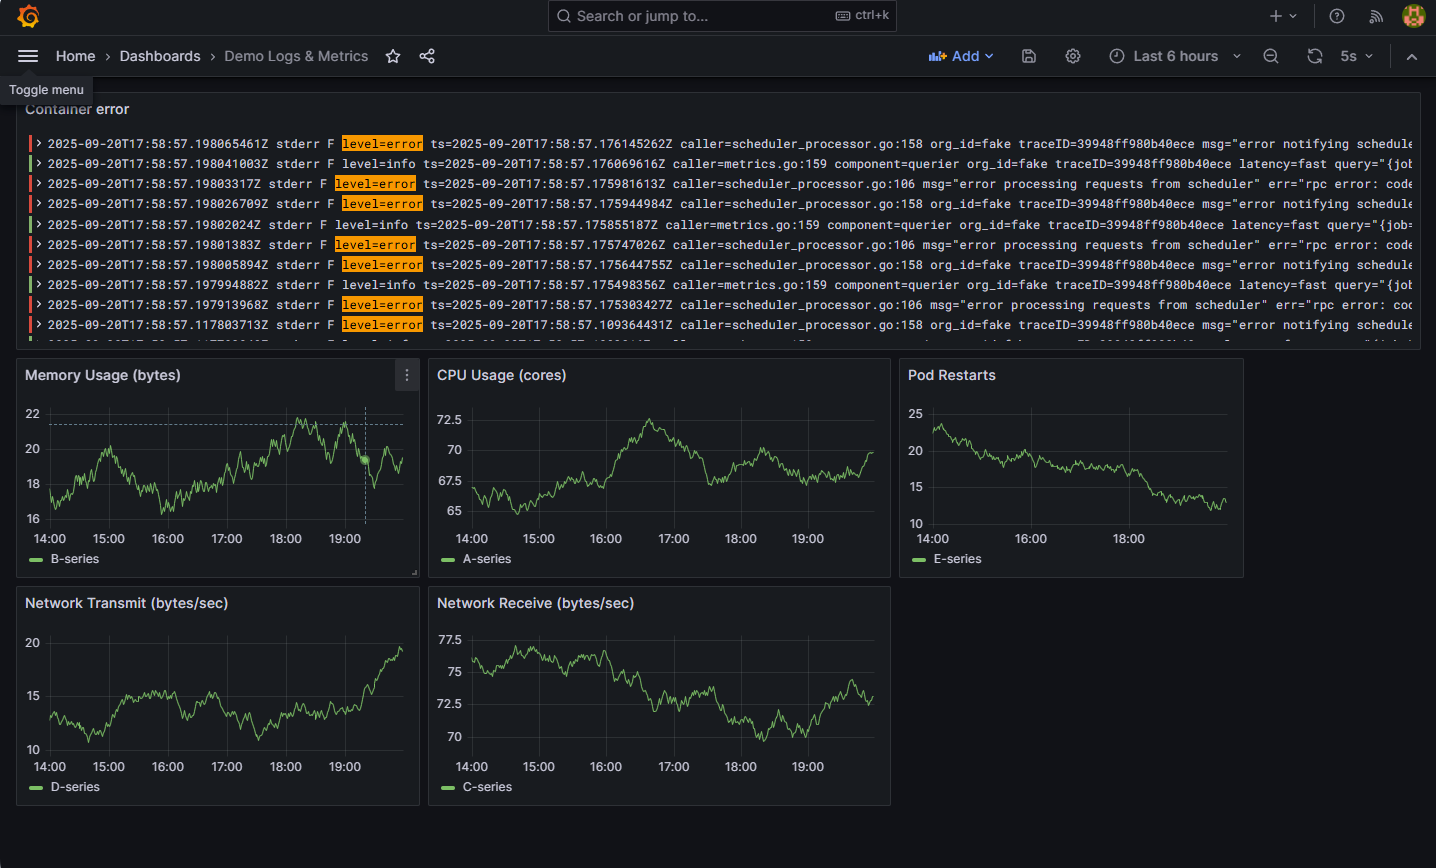 Search or jump to...
ctrl+k
Home › Dashboards › Demo Logs & Metrics
Add
Last 6 hours
5s
Toggle menu
Container error
2025-09-20T17:58:57.198065461Z stderr F level=error ts=2025-09-20T17:58:57.176145262Z caller=scheduler_processor.go:158 org_id=fake traceID=39948ff980b40ece msg="error notifying schedule
2025-09-20T17:58:57.198041003Z stderr F level=info ts=2025-09-20T17:58:57.176069616Z caller=metrics.go:159 component=querier org_id=fake traceID=39948ff980b40ece latency=fast query="{job
2025-09-20T17:58:57.19803317Z stderr F level=error ts=2025-09-20T17:58:57.175981613Z caller=scheduler_processor.go:106 msg="error processing requests from scheduler" err="rpc error: code
2025-09-20T17:58:57.198026709Z stderr F level=error ts=2025-09-20T17:58:57.175944984Z caller=scheduler_processor.go:158 org_id=fake traceID=39948ff980b40ece msg="error notifying schedule
2025-09-20T17:58:57.19802024Z stderr F level=info ts=2025-09-20T17:58:57.175855187Z caller=metrics.go:159 component=querier org_id=fake traceID=39948ff980b40ece latency=fast query="{job=
2025-09-20T17:58:57.19801383Z stderr F level=error ts=2025-09-20T17:58:57.175747026Z caller=scheduler_processor.go:106 msg="error processing requests from scheduler" err="rpc error: code
2025-09-20T17:58:57.198005894Z stderr F level=error ts=2025-09-20T17:58:57.175644755Z caller=scheduler_processor.go:158 org_id=fake traceID=39948ff980b40ece msg="error notifying schedule
2025-09-20T17:58:57.197994882Z stderr F level=info ts=2025-09-20T17:58:57.175498356Z caller=metrics.go:159 component=querier org_id=fake traceID=39948ff980b40ece latency=fast query="{job
2025-09-20T17:58:57.197913968Z stderr F level=error ts=2025-09-20T17:58:57.175303427Z caller=scheduler_processor.go:106 msg="error processing requests from scheduler" err="rpc error: cod
2025-09-20T17:58:57.117803713Z stderr F level=error ts=2025-09-20T17:58:57.109364431Z caller=scheduler_processor.go:158 org_id=fake traceID=39948ff980b40ece msg="error notifying schedule
Memory Usage (bytes)
22
20
18
16
14:00 15:00 16:00 17:00 18:00 19:00
B-series
CPU Usage (cores)
72.5
70
67.5
65
14:00 15:00 16:00 17:00 18:00 19:00
A-series
Pod Restarts
25
20
15
10
14:00 16:00 18:00
E-series
Network Transmit (bytes/sec)
20
15
10
14:00 15:00 16:00 17:00 18:00 19:00
D-series
Network Receive (bytes/sec)
77.5
75
72.5
70
14:00 15:00 16:00 17:00 18:00 19:00
C-series